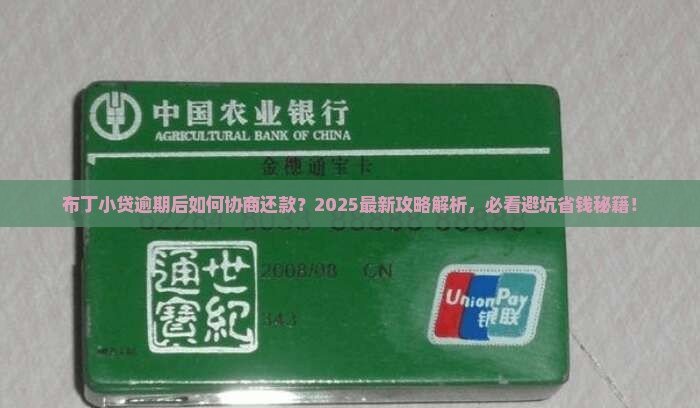 中国农业银行
AGRICULTURAL BANK OF CHINA
金穗通宝卡
布丁小贷逾期后如何协商还款？2025最新攻略解析，必看避坑省钱秘籍！
2008/08 CN
世紀
通寶
343
UnionPay
银联